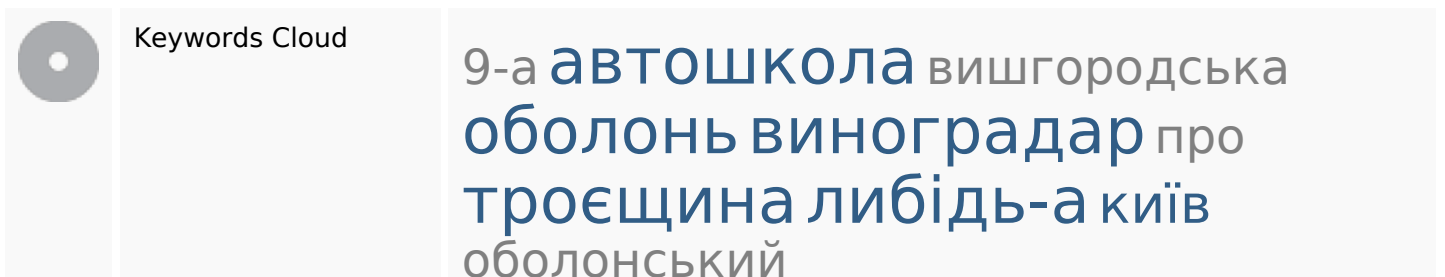 Keywords Cloud
9-а автошкола вишгородська
оболонь виноградар про
троєщина либідь-а київ
оболонський